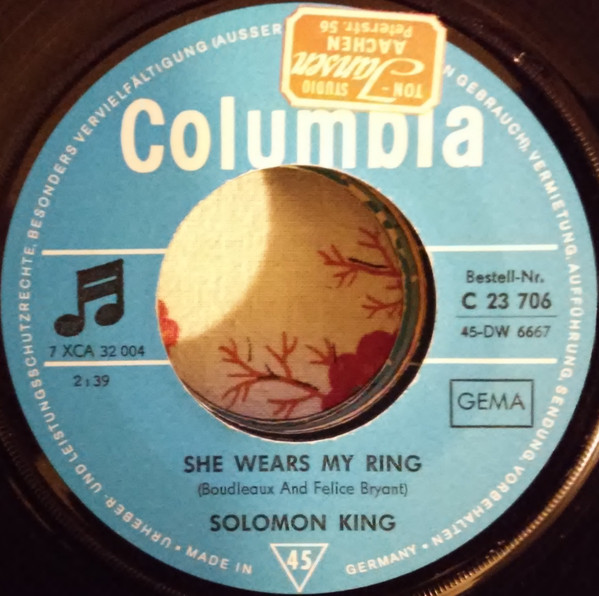 URHEBER- UND LEISTUNGSSCHUTZRECHTE, BESONDERS VERVIELFÄLTIGUNG (AUSSER
N GEBRAUCH), VERMIETUNG, AUFFÜHRUNG, SENDUNG, VORBEHALTEN
TON-
STUDIO
Jansen
AACHEN
Peterstr. 56
Columbia
7 XCA 32 004
2:39
Bestell-Nr.
C 23 706
45-DW 6667
GEMA
SHE WEARS MY RING
(Boudleaux And Felice Bryant)
SOLOMON KING
• MADE IN
45
GERMANY •